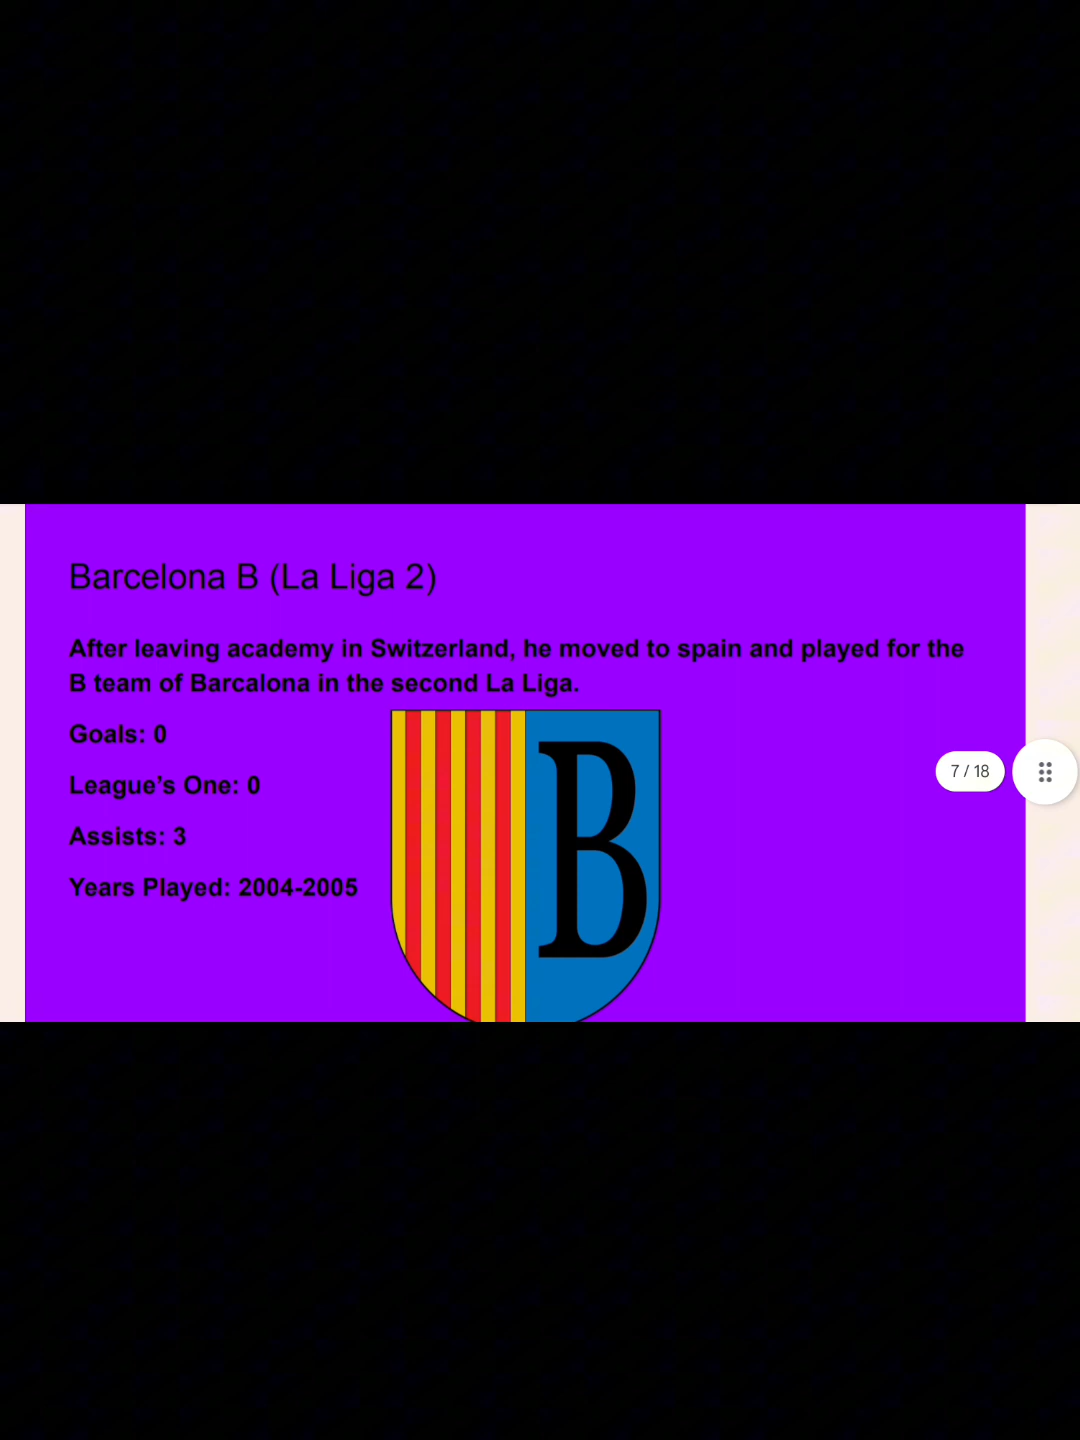 Barcelona B (La Liga 2)
After leaving academy in Switzerland, he moved to spain and played for the
B team of Barcalona in the second La Liga.
Goals: 0
League’s One: 0
Assists: 3
Years Played: 2004-2005
B
7 / 18